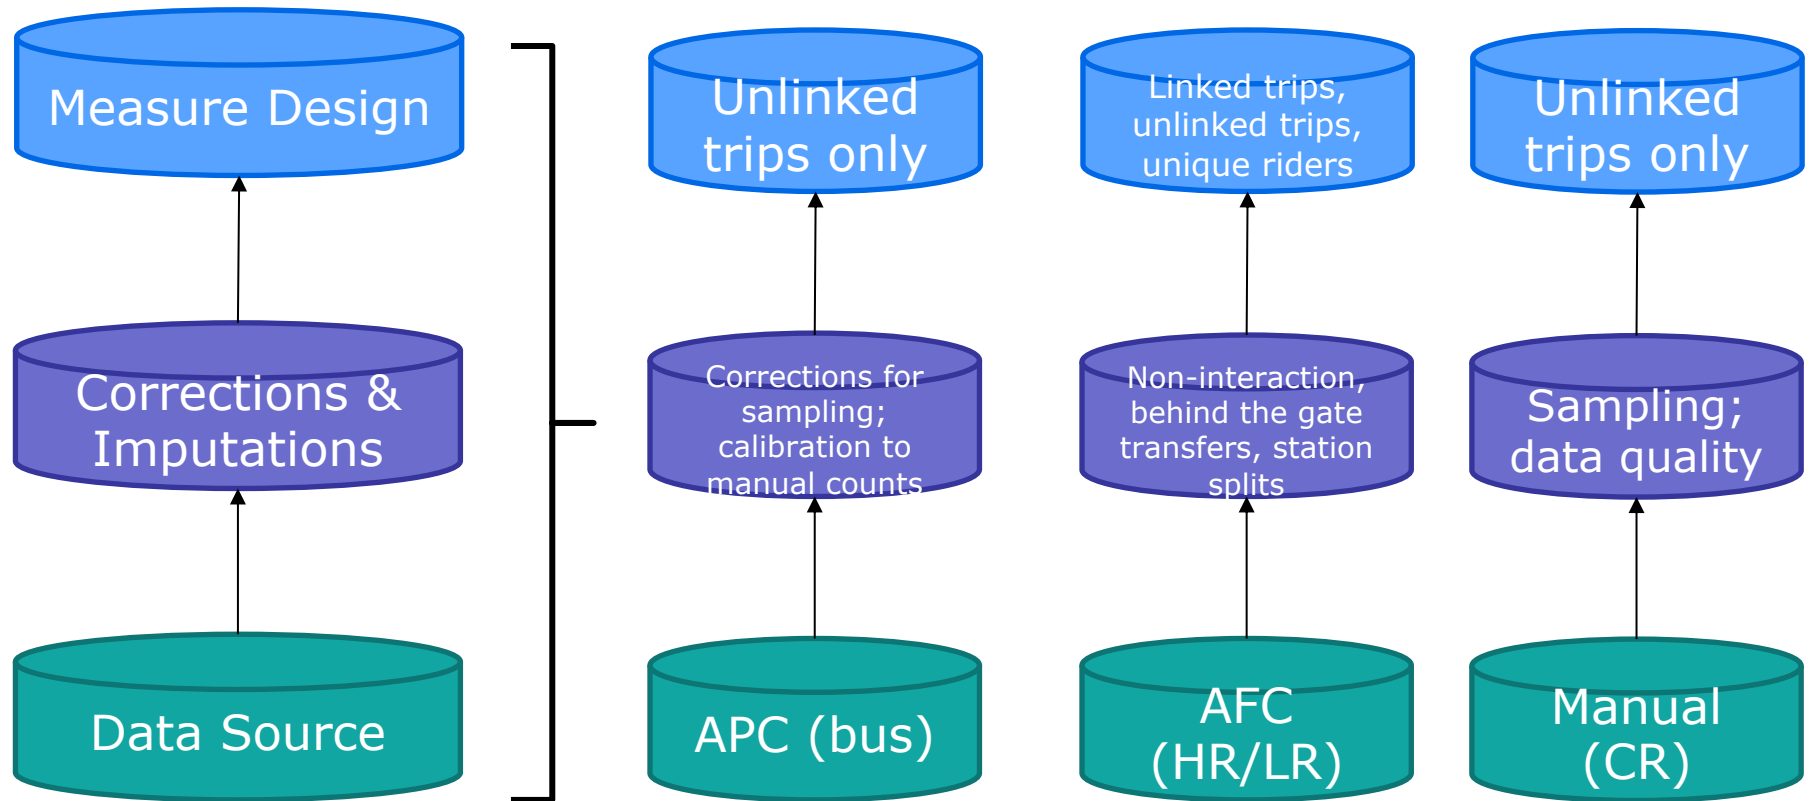 Measure Design
Unlinked
trips only
Linked trips,
unlinked trips,
unique riders
Unlinked
trips only
Corrections &
Imputations
Corrections for
sampling;
calibration to
manual counts
Non-interaction,
behind the gate
transfers, station
splits
Sampling;
data quality
Data Source
APC (bus)
AFC
(HR/LR)
Manual
(CR)